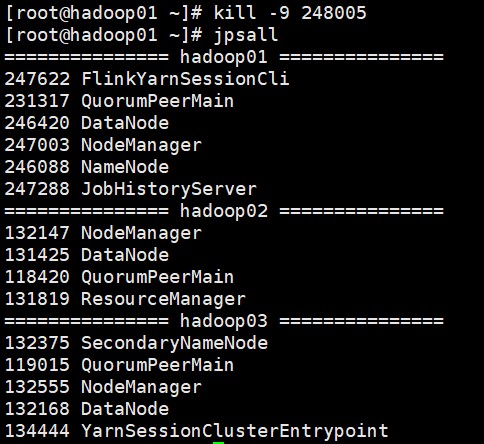 [root@hadoop01 ~]# kill -9 248005
[root@hadoop01 ~]# jpsall
=============== hadoop01 ===============
247622 FlinkYarnSessionCli
231317 QuorumPeerMain
246420 DataNode
247003 NodeManager
246088 NameNode
247288 JobHistoryServer
=============== hadoop02 ===============
132147 NodeManager
131425 DataNode
118420 QuorumPeerMain
131819 ResourceManager
=============== hadoop03 ===============
132375 SecondaryNameNode
119015 QuorumPeerMain
132555 NodeManager
132168 DataNode
134444 YarnSessionClusterEntrypoint